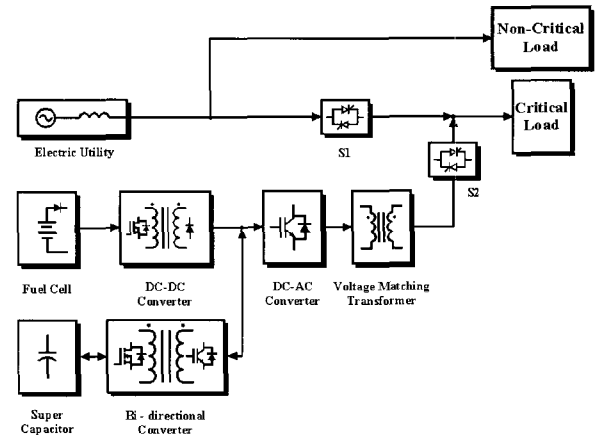 Non-Critical
Load
Critical
Load
Electric Utility
S1
S2
Fuel Cell
DC-DC
Converter
DC-AC
Converter
Voltage Matching
Transformer
Super
Capacitor
Bi - directional
Converter